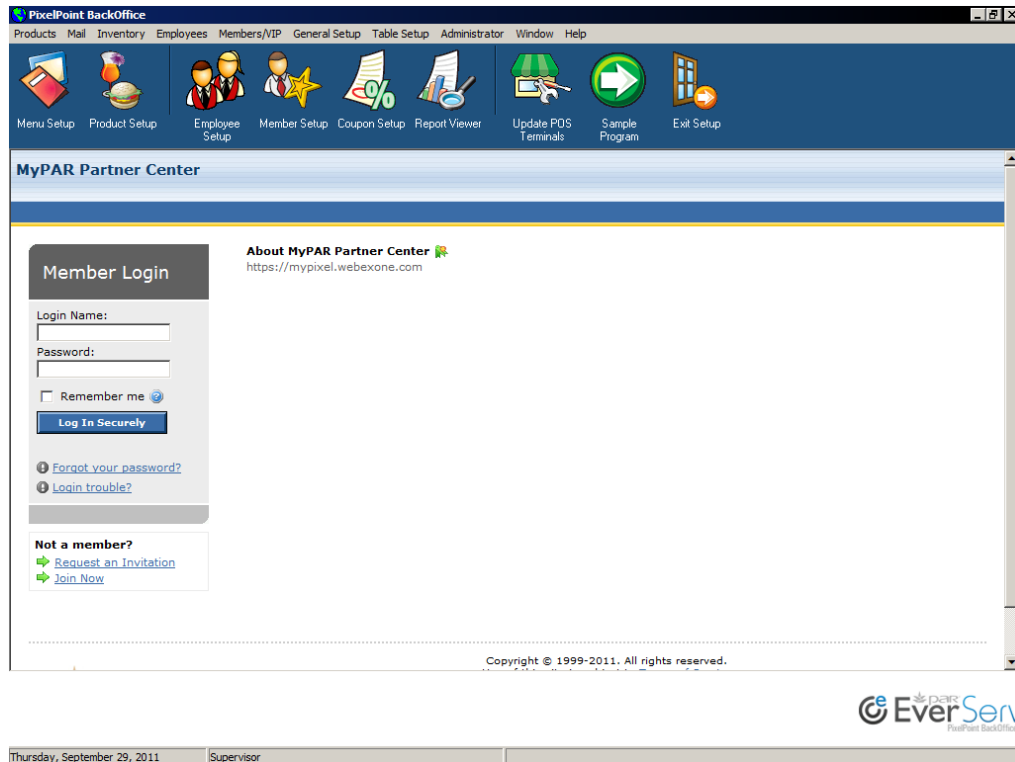 PixelPoint BackOffice
Products Mail Inventory Employees Members/VIP General Setup Table Setup Administrator Window Help
Menu Setup Product Setup Employee Setup Member Setup Coupon Setup Report Viewer Update POS Terminals Sample Program Exit Setup
MyPAR Partner Center
Member Login
Login Name:
Password:
Remember me
Log In Securely
Forgot your password?
Login trouble?
Not a member?
Request an Invitation
Join Now
About MyPAR Partner Center
https://mypixel.webexone.com
Copyright © 1999-2011. All rights reserved.
par
EverServ
PixelPoint BackOffice
Thursday, September 29, 2011 Supervisor